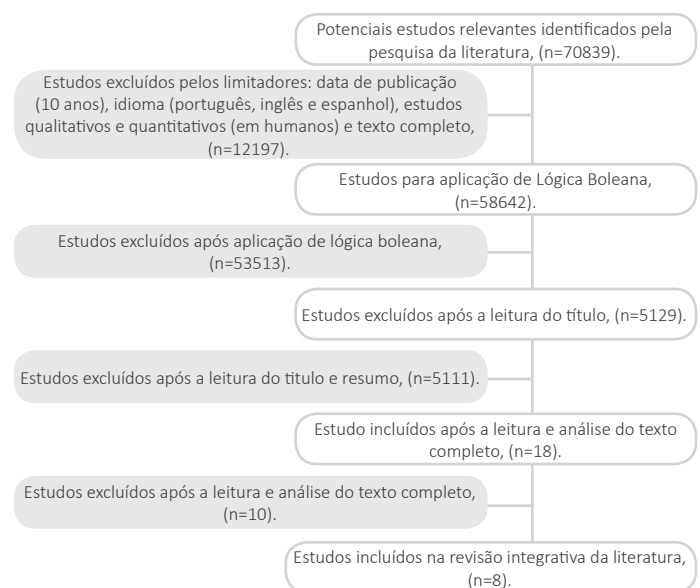 Potenciais estudos relevantes identificados pela
pesquisa da literatura, (n=70839).
Estudos excluídos pelos limitadores: data de publicação
(10 anos), idioma (português, inglês e espanhol), estudos
qualitativos e quantitativos (em humanos) e texto completo,
(n=12197).
Estudos para aplicação de Lógica Boleana,
(n=58642).
Estudos excluídos após aplicação de lógica boleana,
(n=53513).
Estudos excluídos após a leitura do título, (n=5129).
Estudos excluídos após a leitura do titulo e resumo, (n=5111).
Estudo incluídos após a leitura e análise do texto
completo, (n=18).
Estudos excluídos após a leitura e análise do texto completo,
(n=10).
Estudos incluídos na revisão integrativa da literatura,
(n=8).